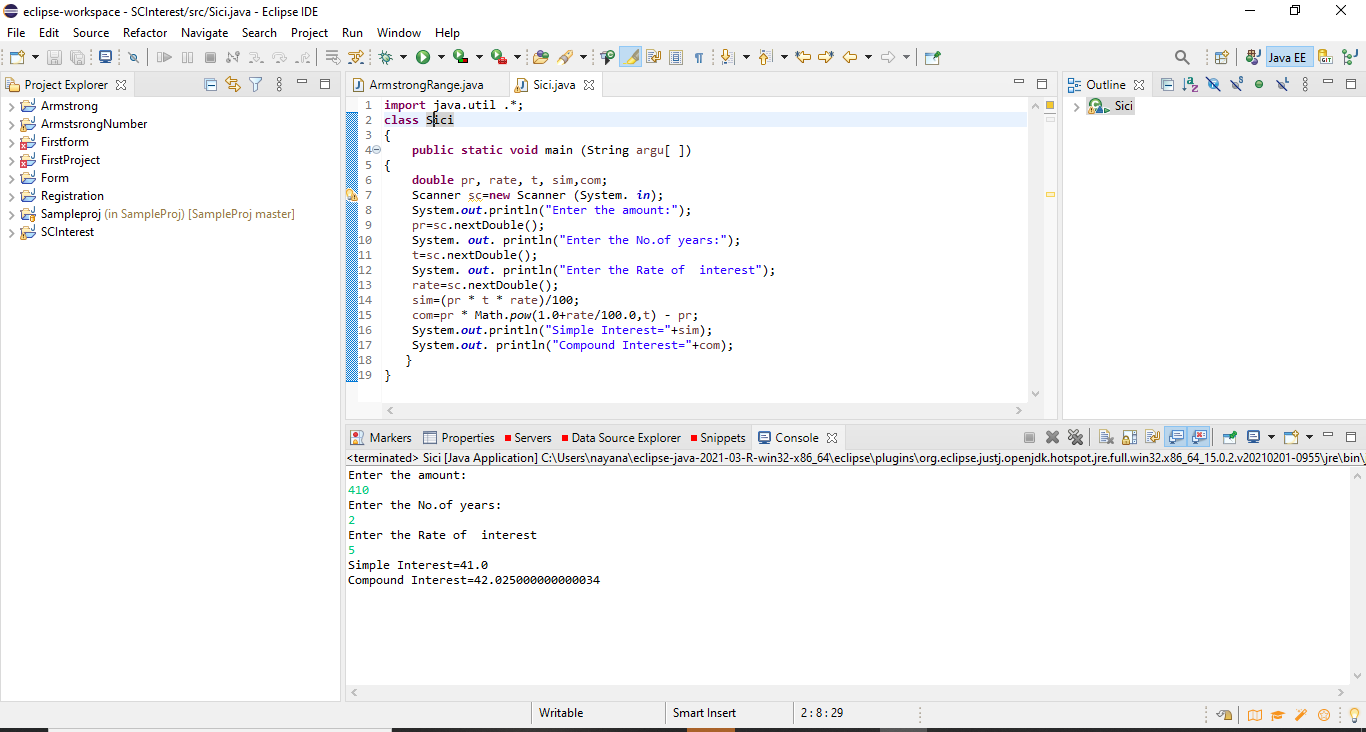 eclipse-workspace - SCInterest/src/Sici.java - Eclipse IDE
File Edit Source Refactor Navigate Search Project Run Window Help
Java EE
Project Explorer
Armstrong
ArmstsrongNumber
Firstform
FirstProject
Form
Registration
Sampleproj (in SampleProj) [SampleProj master]
SCInterest
ArmstrongRange.java Sici.java
1 import java.util .*;
2 class Sici
3 {
4 public static void main (String argu[ ])
5 {
6 double pr, rate, t, sim,com;
7 Scanner sc=new Scanner (System. in);
8 System.out.println("Enter the amount:");
9 pr=sc.nextDouble();
10 System. out. println("Enter the No.of years:");
11 t=sc.nextDouble();
12 System. out. println("Enter the Rate of  interest");
13 rate=sc.nextDouble();
14 sim=(pr * t * rate)/100;
15 com=pr * Math.pow(1.0+rate/100.0,t) - pr;
16 System.out.println("Simple Interest="+sim);
17 System.out. println("Compound Interest="+com);
18 }
19 }
Outline
Sici
Markers Properties Servers Data Source Explorer Snippets Console
<terminated> Sici [Java Application] C:\Users\nayana\eclipse-java-2021-03-R-win32-x86_64\eclipse\plugins\org.eclipse.justj.openjdk.hotspot.jre.full.win32.x86_64_15.0.2.v20210201-0955\jre\bin\
Enter the amount:
410
Enter the No.of years:
2
Enter the Rate of  interest
5
Simple Interest=41.0
Compound Interest=42.025000000000034
Writable Smart Insert 2 : 8 : 29